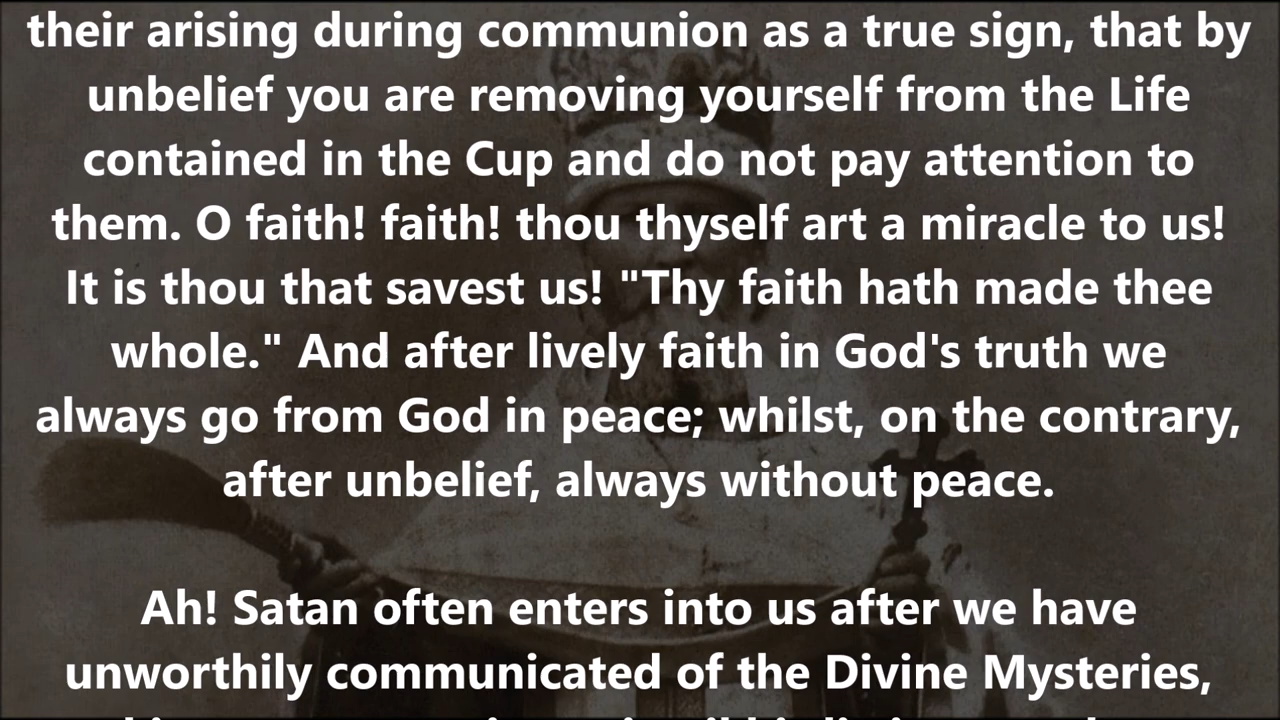 their arising during communion as a true sign, that by
unbelief you are removing yourself from the Life
contained in the Cup and do not pay attention to
them. O faith! faith! thou thyself art a miracle to us!
It is thou that savest us! "Thy faith hath made thee
whole." And after lively faith in God's truth we
always go from God in peace; whilst, on the contrary,
after unbelief, always without peace.
Ah! Satan often enters into us after we have
unworthily communicated of the Divine Mysteries,